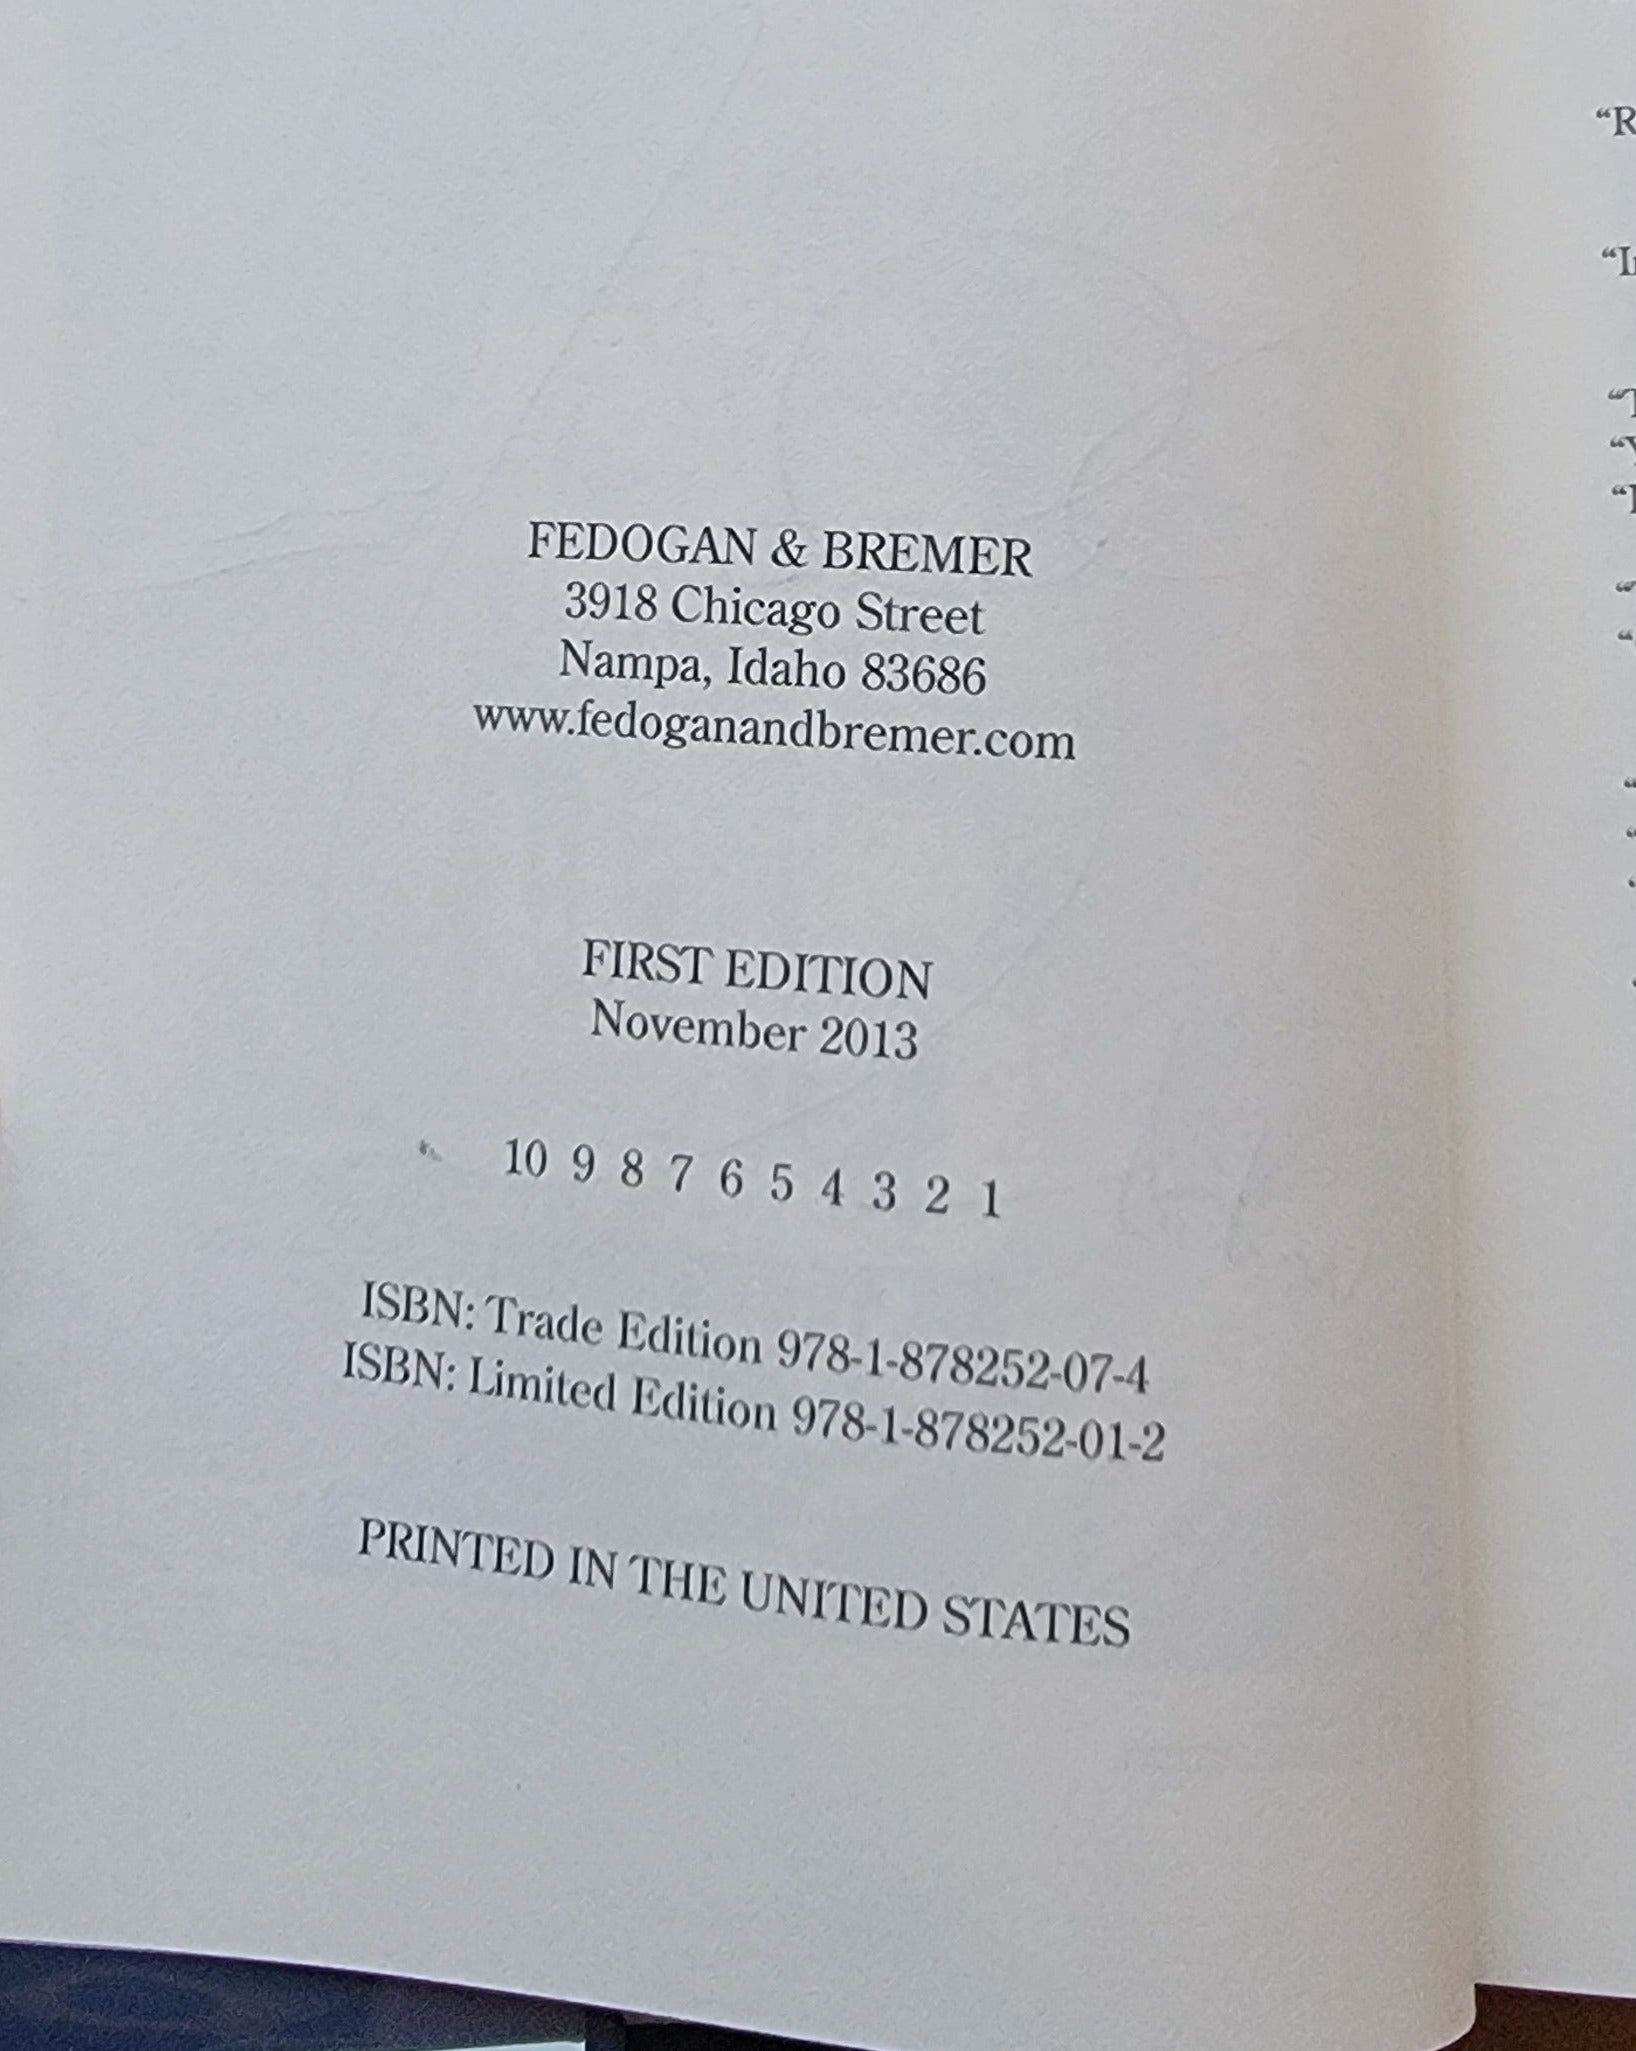 FEDOGAN & BREMER
3918 Chicago Street
Nampa, Idaho 83686
www.fedoganandbremer.com
FIRST EDITION
November 2013
10 9 8 7 6 5 4 3 2 1
ISBN: Trade Edition 978-1-878252-07-4
ISBN: Limited Edition 978-1-878252-01-2
PRINTED IN THE UNITED STATES